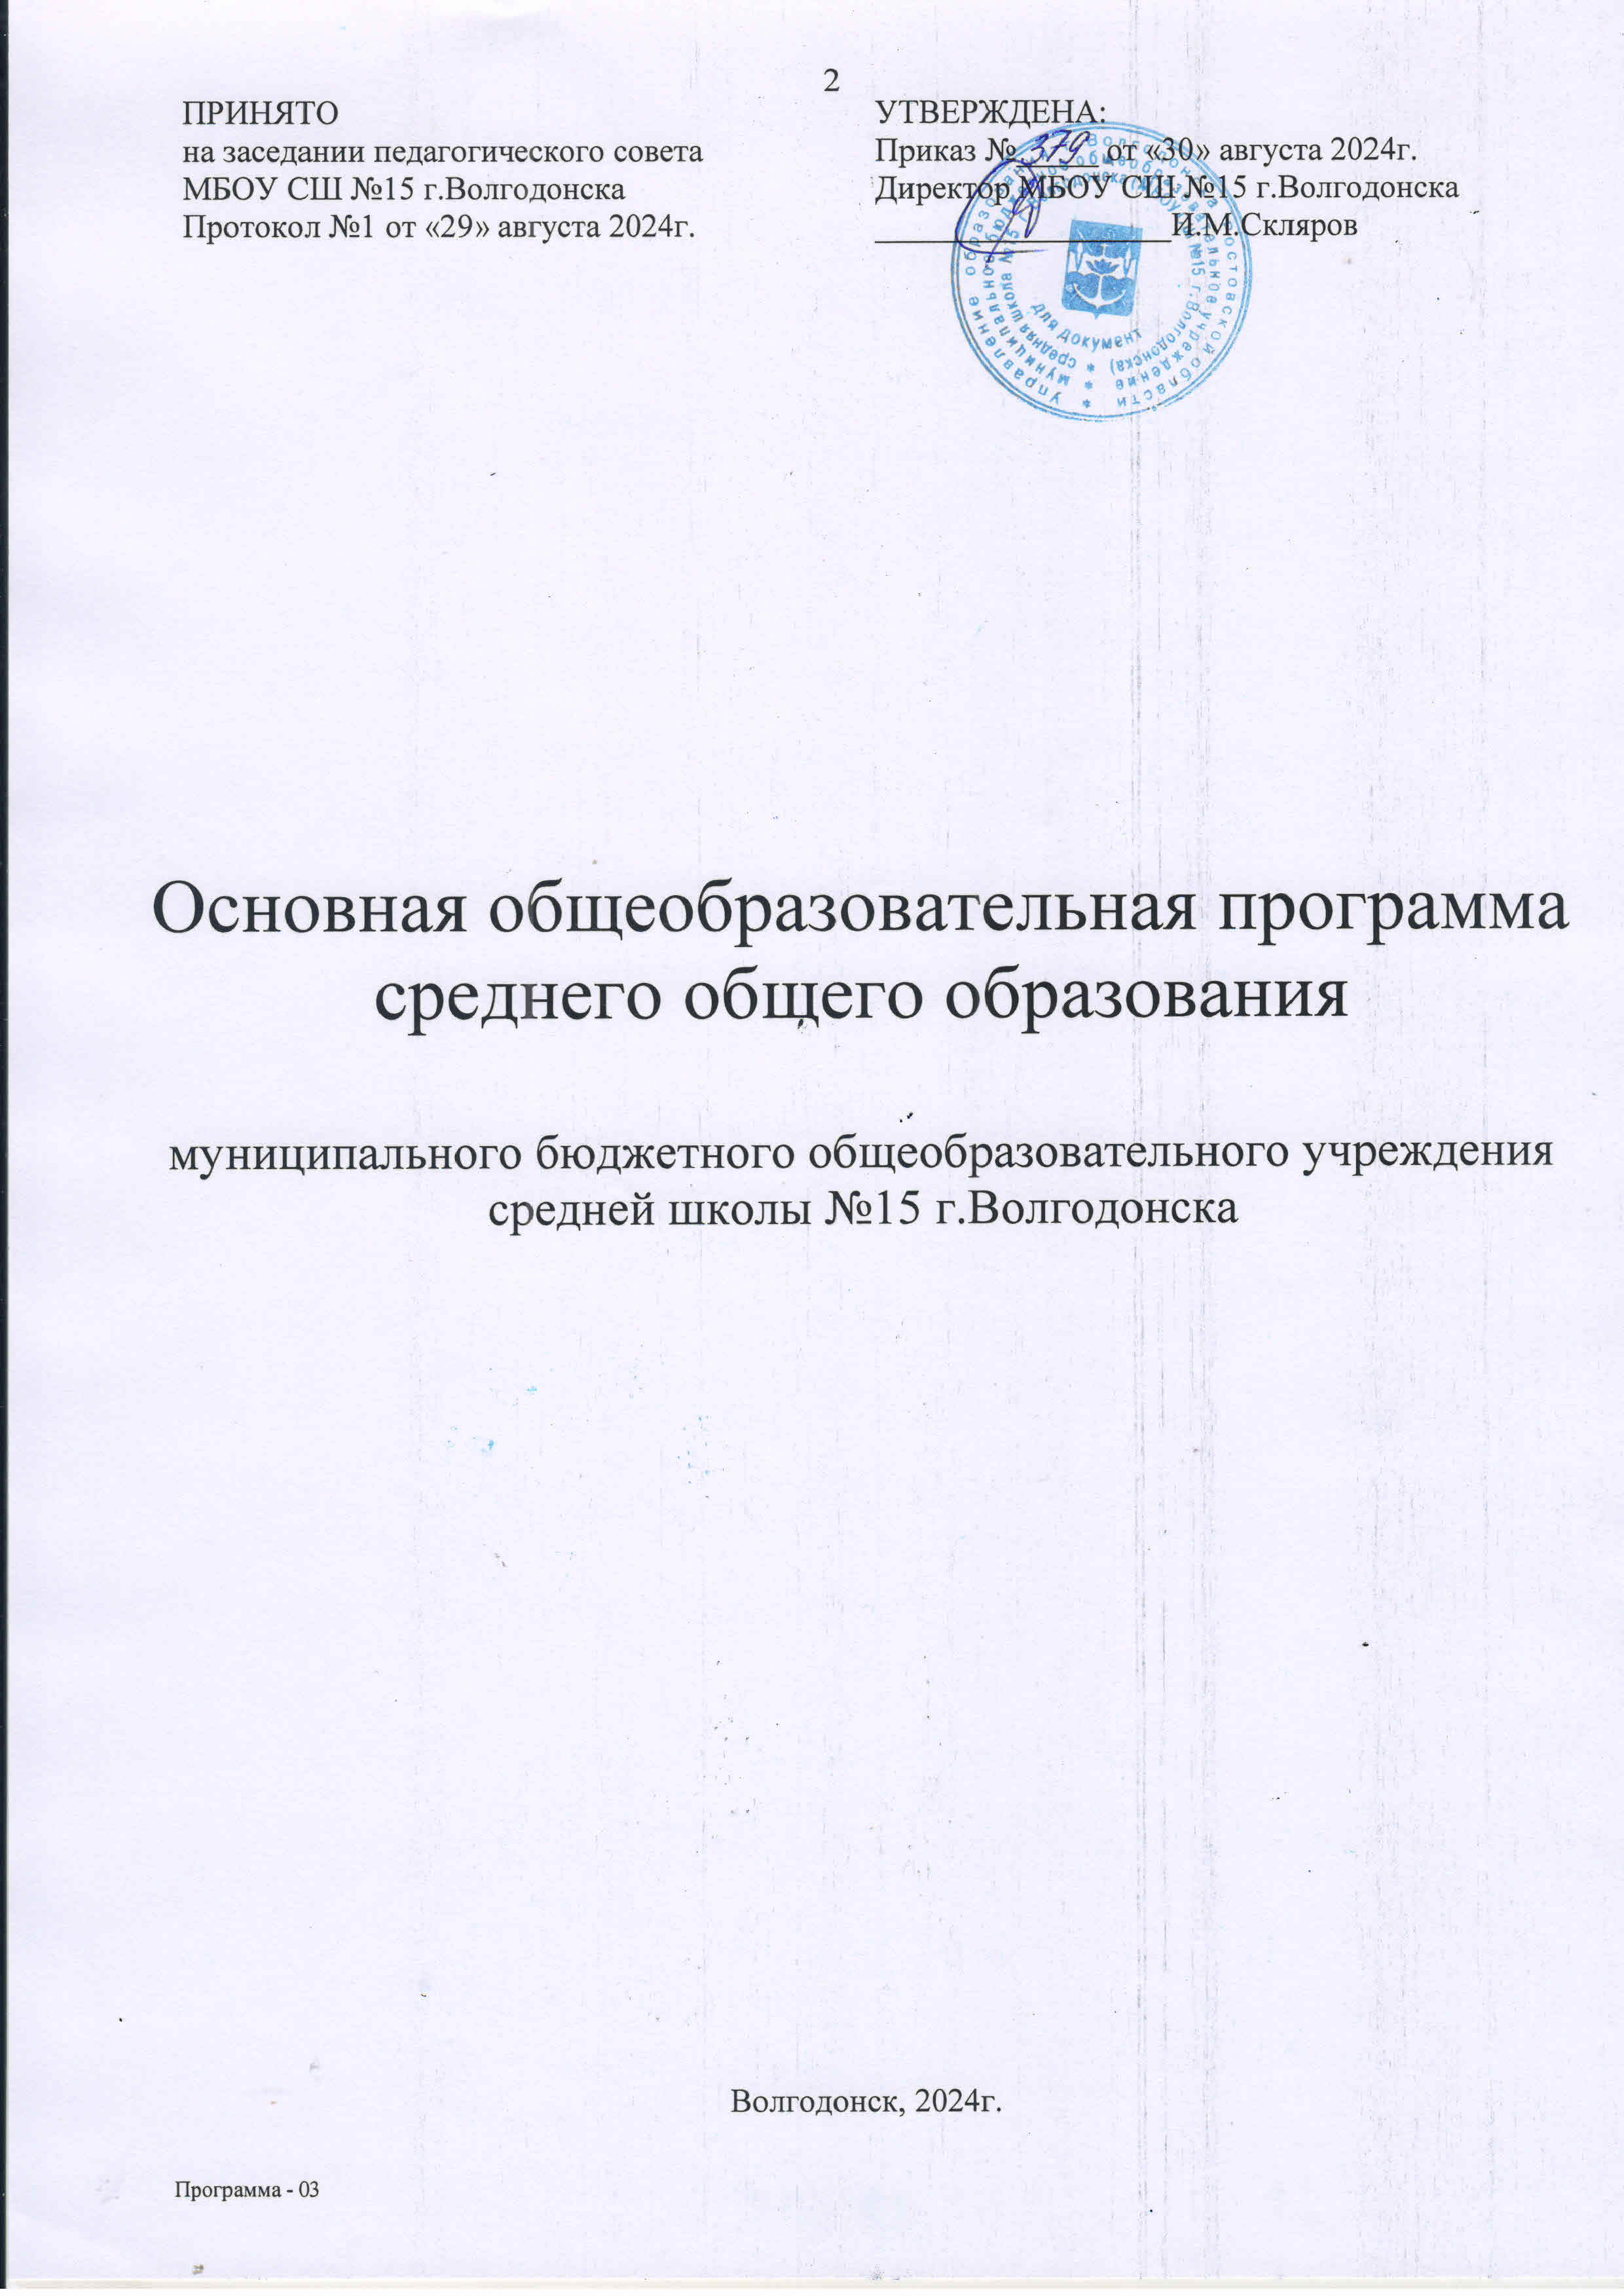 2
ПРИНЯТО
на заседании педагогического совета
МБОУ СШ №15 г.Волгодонска
Протокол №1 от «29» августа 2024г.
УТВЕРЖДЕНА:
Приказ № 379 от «30» августа 2024г.
Директор МБОУ СШ №15 г.Волгодонска
И.М.Скляров
для документ
Основная общеобразовательная программа
среднего общего образования
муниципального бюджетного общеобразовательного учреждения
средней школы №15 г.Волгодонска
Волгодонск, 2024г.
Программа - 03